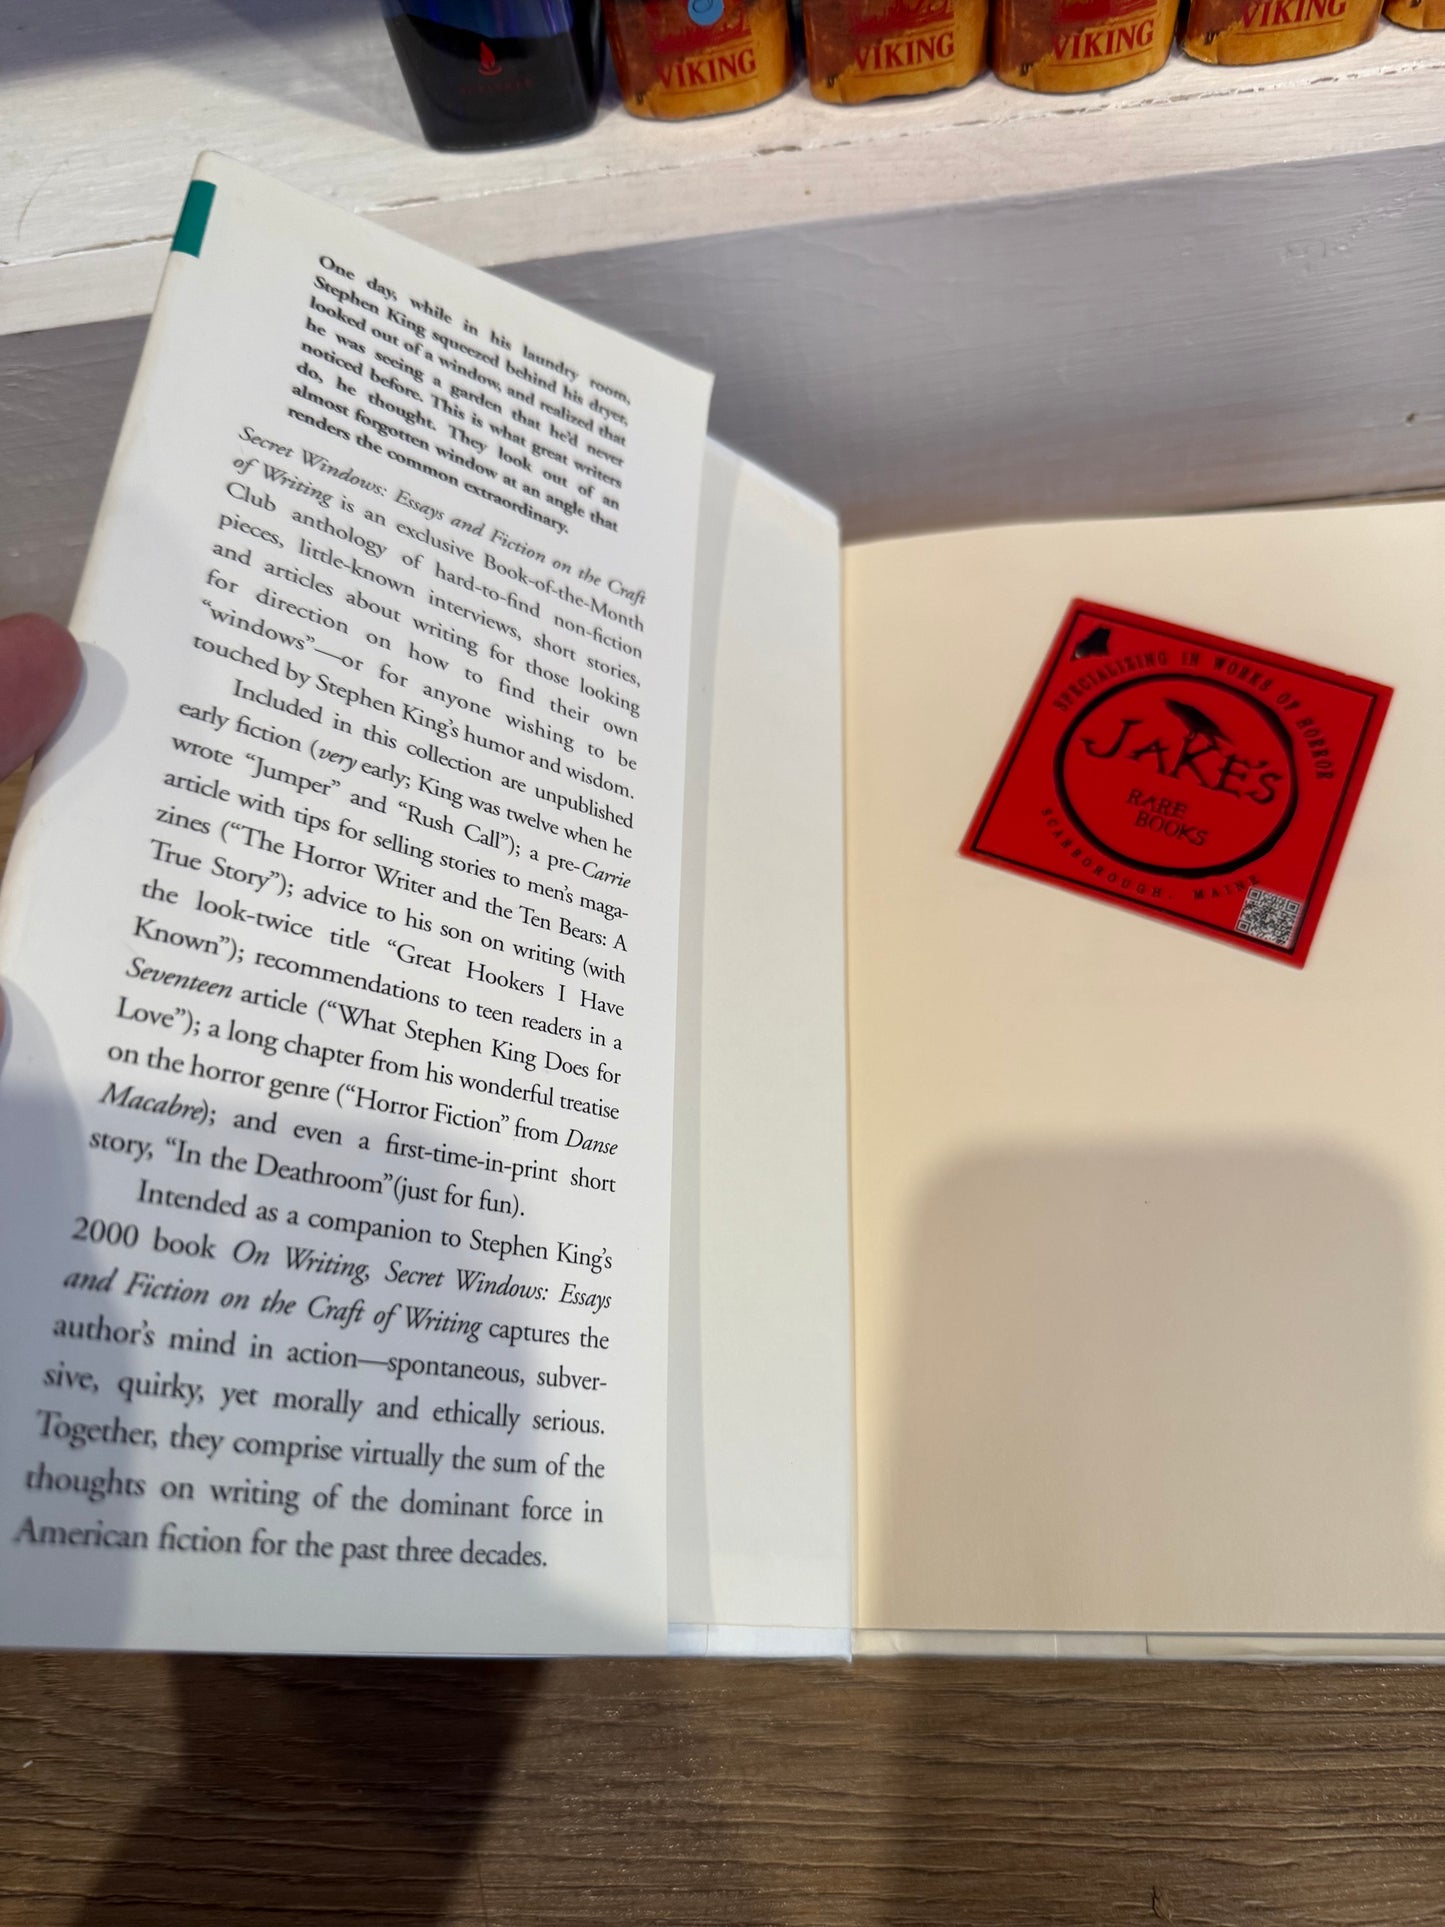 VIKING
VIKING
VIKING
VIKING
One day, while in his laundry room,
Stephen King squeezed behind his dryer,
looked out of a window, and realized that
he was seeing a garden that he'd never
noticed before. This is what great writers
do, he thought. They look out of an
almost forgotten window at an angle that
renders the common extraordinary.
Secret Windows: Essays and Fiction on the Craft
of Writing is an exclusive Book-of-the-Month
Club anthology of hard-to-find non-fiction
pieces, little-known interviews, short stories,
and articles about writing for those looking
for direction on how to find their own
“windows”—or for anyone wishing to be
touched by Stephen King’s humor and wisdom.
Included in this collection are unpublished
early fiction (very early; King was twelve when he
wrote “Jumper” and “Rush Call”); a pre-Carrie
article with tips for selling stories to men’s maga-
zines (“The Horror Writer and the Ten Bears: A
True Story”); advice to his son on writing (with
the look-twice title “Great Hookers I Have
Known”); recommendations to teen readers in a
Seventeen article (“What Stephen King Does for
Love”); a long chapter from his wonderful treatise
on the horror genre (“Horror Fiction” from Danse
Macabre); and even a first-time-in-print short
story, “In the Deathroom”(just for fun).
Intended as a companion to Stephen King’s
2000 book On Writing, Secret Windows: Essays
and Fiction on the Craft of Writing captures the
author’s mind in action—spontaneous, subver-
sive, quirky, yet morally and ethically serious.
Together, they comprise virtually the sum of the
thoughts on writing of the dominant force in
American fiction for the past three decades.
SPECIALIZING IN WORKS OF HORROR
JAKE'S
RARE
BOOKS
SCARBOROUGH, MAINE